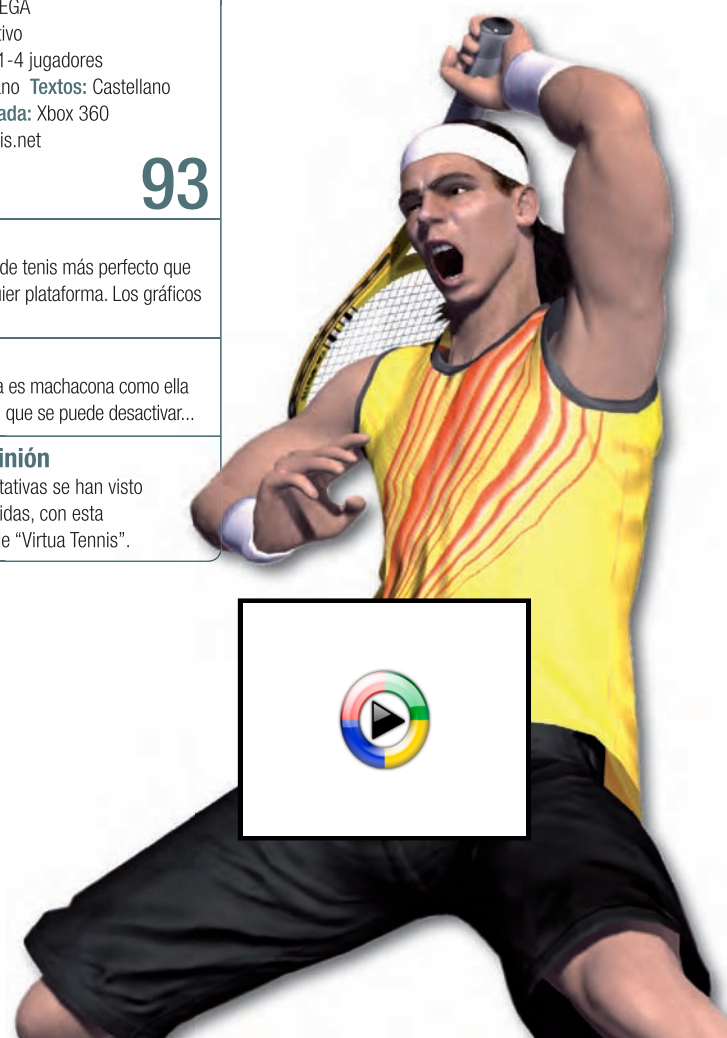 EGA
tivo
1-4 jugadores
no Textos: Castellano
ada: Xbox 360
is.net
93
de tenis más perfecto que
ier plataforma. Los gráficos
a es machacona como ella
que se puede desactivar...
inión
tativas se han visto
idas, con esta
e “Virtua Tennis”.